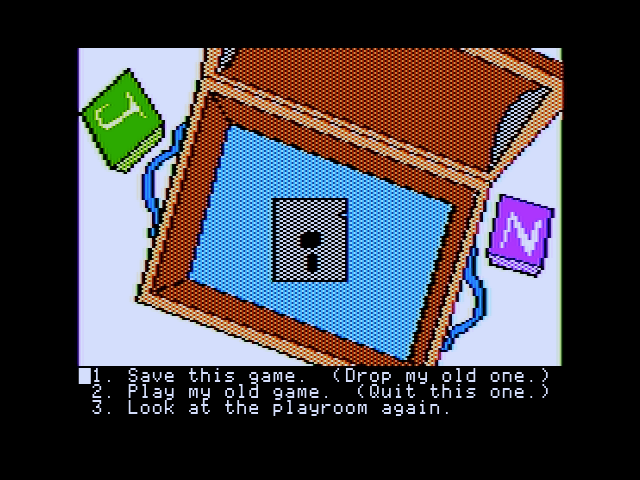 J
N
1. Save this game. (Drop my old one.)
2. Play my old game. (Quit this one.)
3. Look at the playroom again.